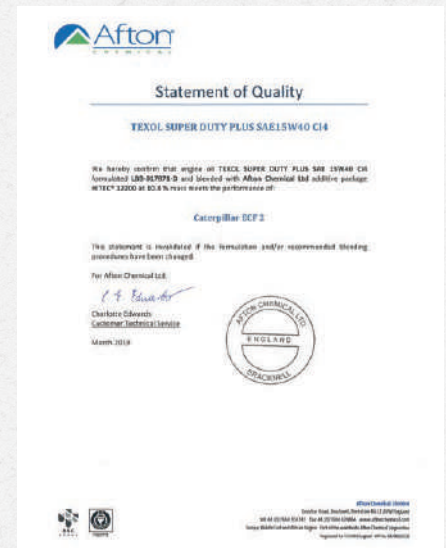 Afton
CHEMICAL
Statement of Quality
TEXOL SUPER DUTY PLUS SAE15W40 CI4
We hereby confirm that engine oil TEXOL SUPER DUTY PLUS SAE 15W40 CI4
formulated and blended with Afton Chemical Ltd additive package
at % mass meets the performance of:
Caterpillar ECF 2
This statement is invalidated if the formulation and/or recommended blending
procedures have been changed.
For Afton Chemical Ltd.
Charlotte Edwards
Customer Technical Service
March 2018
AFTON CHEMICAL LTD.
ENGLAND
BRACKNELL
Afton Chemical Limited